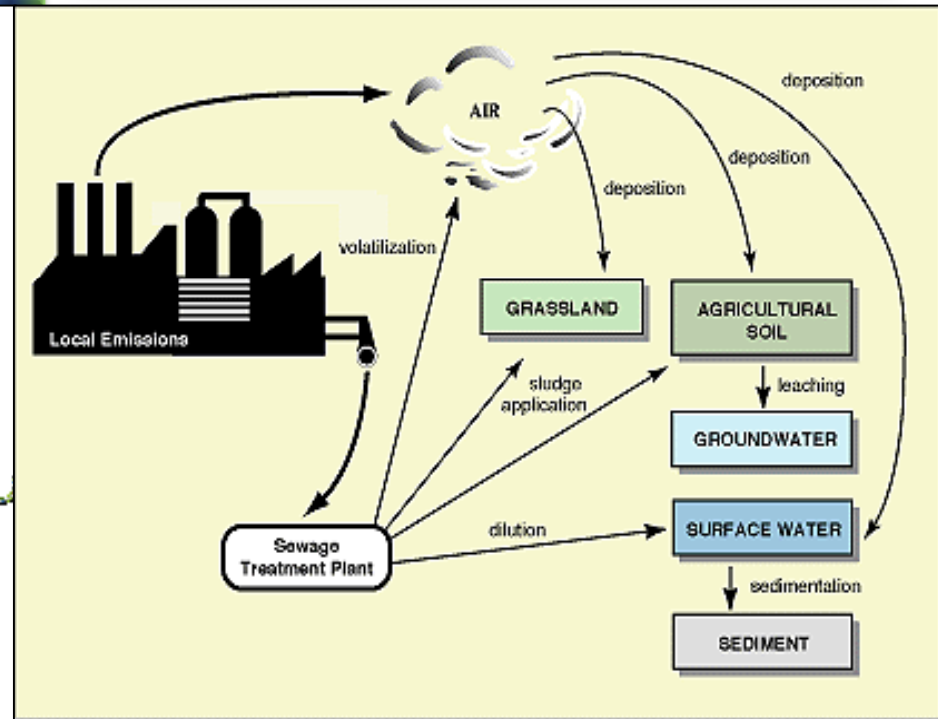 deposition
AIR
deposition
deposition
volatilization
GRASSLAND
AGRICULTURAL
SOIL
Local Emissions
sludge
application
leaching
GROUNDWATER
dilution
SURFACE WATER
Sewage
Treatment Plant
sedimentation
SEDIMENT